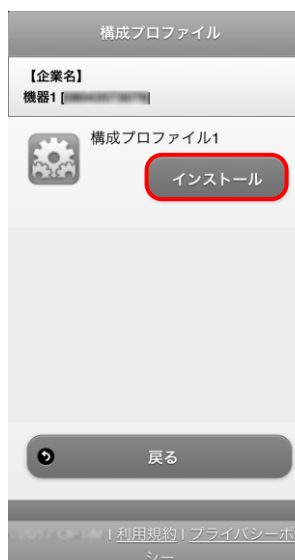 構成プロファイル
【企業名】
機器1 [
構成プロファイル1
インストール
戻る
| 利用規約 | プライバシーポ
シー